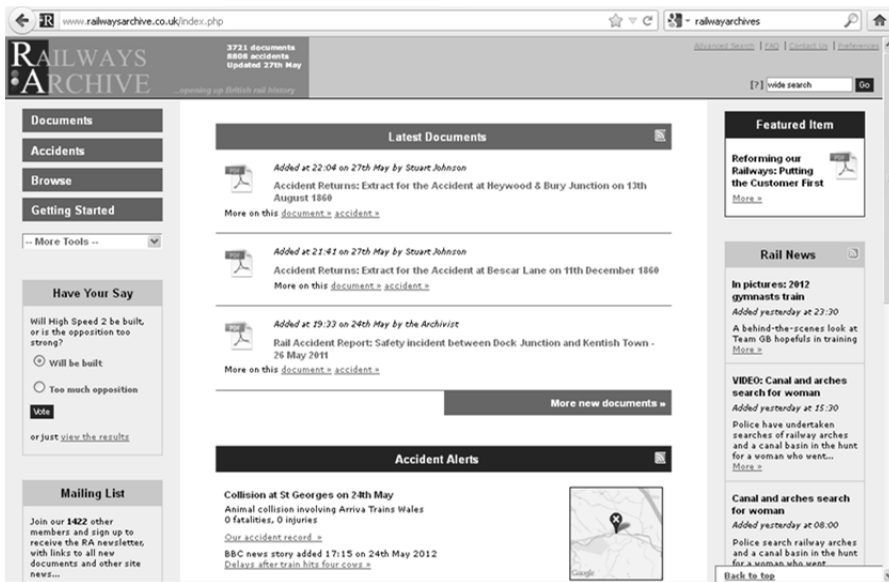 www.railwaysarchive.co.uk/index.php
railwayarchives
RAILWAYS
ARCHIVE
3721 documents
8808 accidents
Updated 27th May
...opening up British rail history
Advanced Search | FAQ | Contact Us | Preferences
[?] wide search Go
Documents
Accidents
Browse
Getting Started
-- More Tools --
Have Your Say
Will High Speed 2 be built,
or is the opposition too
strong?
Will be built
Too much opposition
Vote
or just view the results
Mailing List
Join our 1422 other
members and sign up to
receive the RA newsletter,
with links to all new
documents and other site
news...
Latest Documents
PDF
Added at 22:04 on 27th May by Stuart Johnson
Accident Returns: Extract for the Accident at Heywood & Bury Junction on 13th
August 1860
More on this document » accident »
PDF
Added at 21:41 on 27th May by Stuart Johnson
Accident Returns: Extract for the Accident at Bescar Lane on 11th December 1860
More on this document » accident »
PDF
Added at 19:33 on 24th May by the Archivist
Rail Accident Report: Safety incident between Dock Junction and Kentish Town -
26 May 2011
More on this document » accident »
More new documents »
Accident Alerts
Collision at St Georges on 24th May
Animal collision involving Arriva Trains Wales
0 fatalities, 0 injuries
Our accident record »
BBC news story added 17:15 on 24th May 2012
Delays after train hits four cows »
Google
Featured Item
Reforming our
Railways: Putting
the Customer First
PDF
More »
Rail News
In pictures: 2012
gymnasts train
Added yesterday at 23:30
A behind-the-scenes look at
Team GB hopefuls in training
More »
VIDEO: Canal and arches
search for woman
Added yesterday at 15:30
Police have undertaken
searches of railway arches
and a canal basin in the hunt
for a woman who went...
More »
Canal and arches search
for woman
Added yesterday at 08:00
Police search railway arches
and a canal basin in the hunt
for a woman who went
Back to top